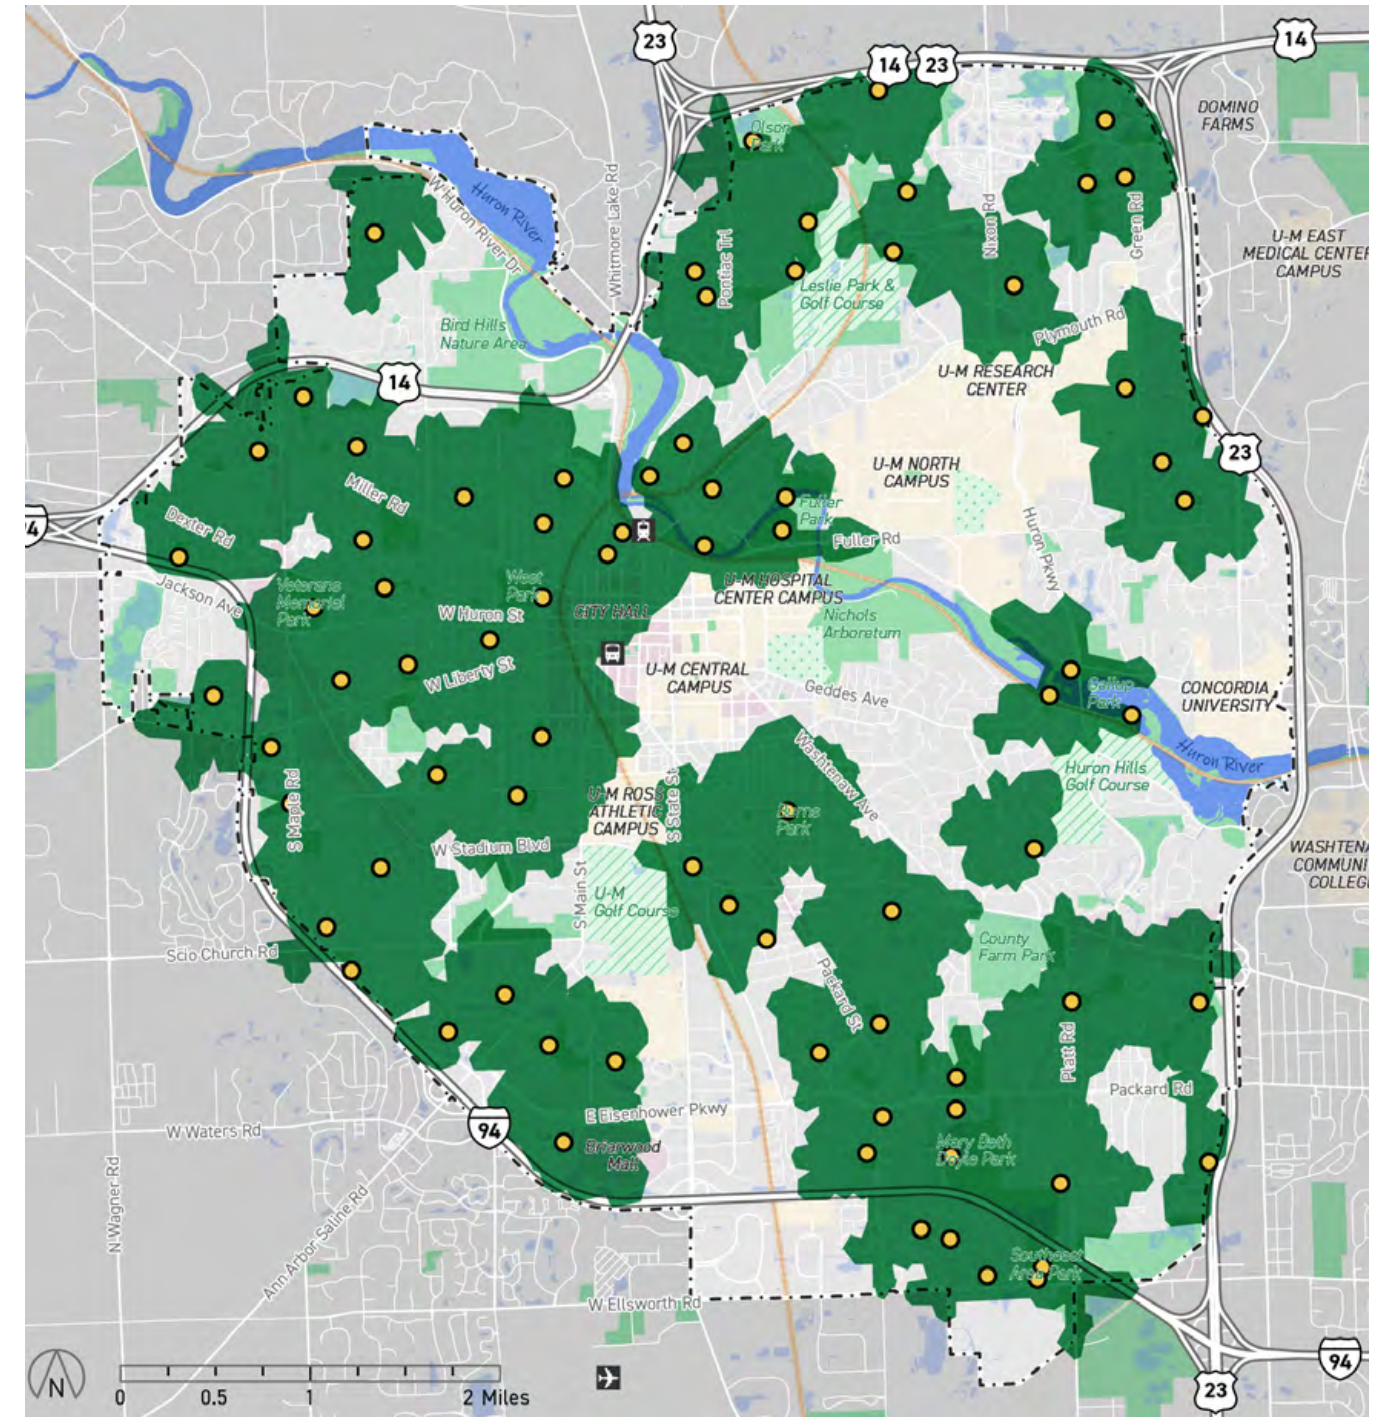 23
14
14
23
DOMINO
FARMS
Olson
Park
W Huron River Dr
Huron River
Whitmore Lake Rd
Pontiac Trl
Nixon Rd
Green Rd
U-M EAST
MEDICAL CENTER
CAMPUS
Leslie Park &
Golf Course
Bird Hills
Nature Area
Plymouth Rd
14
U-M RESEARCH
CENTER
23
U-M NORTH
CAMPUS
Miller Rd
Dexter Rd
94
Fuller
Park
Fuller Rd
Huron Pkwy
Jackson Ave
Veterans
Memorial
Park
West
Park
W Huron St
CITY HALL
U-M HOSPITAL
CENTER CAMPUS
Nichols
Arboretum
W Liberty St
U-M CENTRAL
CAMPUS
Geddes Ave
Gallup
Park
CONCORDIA
UNIVERSITY
Huron River
Washtenaw Ave
Huron Hills
Golf Course
S Maple Rd
U-M ROSS
ATHLETIC
CAMPUS
S State St
Burns
Park
W Stadium Blvd
S Main St
U-M
Golf Course
WASHTENA
COMMUNI
COLLEG
Scio Church Rd
County
Farm Park
Packard St
Platt Rd
Packard Rd
E Eisenhower Pkwy
W Waters Rd
94
Briarwood
Mall
Mary Beth
Doyle Park
N Wagner Rd
Ann Arbor Saline Rd
Southeast
Area Park
W Ellsworth Rd
N
0 0.5 1 2 Miles
94
23